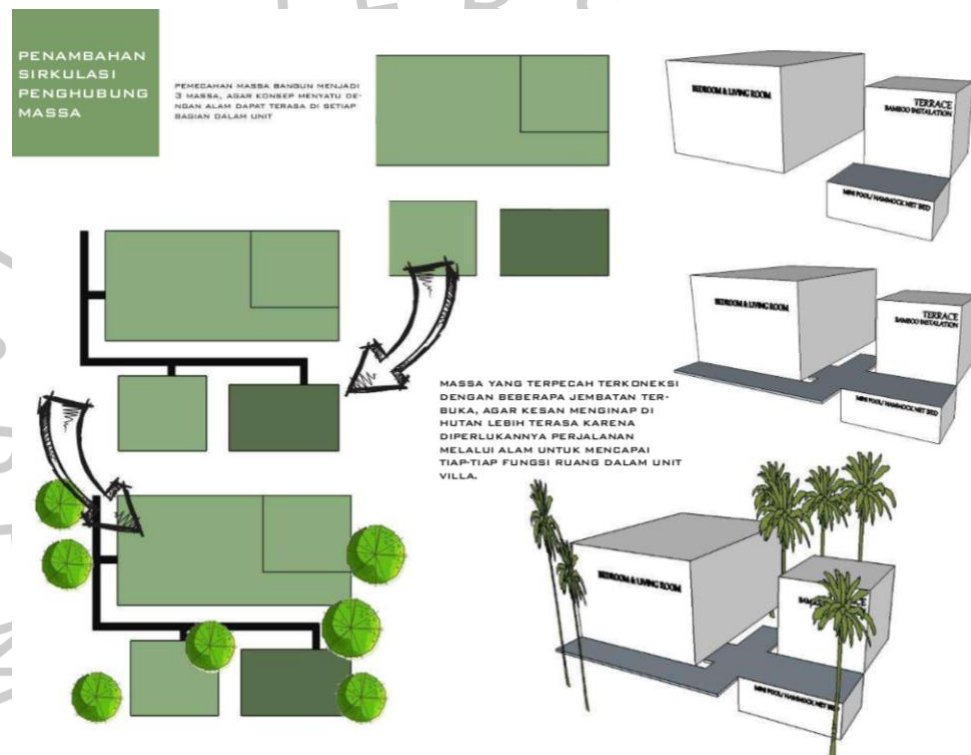 PENAMBAHAN
SIRKULASI
PENGHUBUNG
MASSA
PEMECAHAN MASSA BANGUN MENJADI
3 MASSA, AGAR KONSEP MENYATU DE-
NGAN ALAM DAPAT TERASA DI SETIAP
BAGIAN DALAM UNIT
BEDROOM & LIVING ROOM
TERRACE
BAMBOO INSTALATION
MINI POOL/ HAMMOCK NET BED
BEDROOM & LIVING ROOM
TERRACE
BAMBOO INSTALATION
MINI POOL/ HAMMOCK NET BED
MASSA YANG TERPECAH TERKONEKSI
DENGAN BEBERAPA JEMBATAN TER-
BUKA, AGAR KESAN MENGINAP DI
HUTAN LEBIH TERASA KARENA
DIPERLUKANNYA PERJALANAN
MELALUI ALAM UNTUK MENCAPAI
TIAP-TIAP FUNGSI RUANG DALAM UNIT
VILLA.
BEDROOM & LIVING ROOM
MINI POOL/ HAMMOCK NET BED